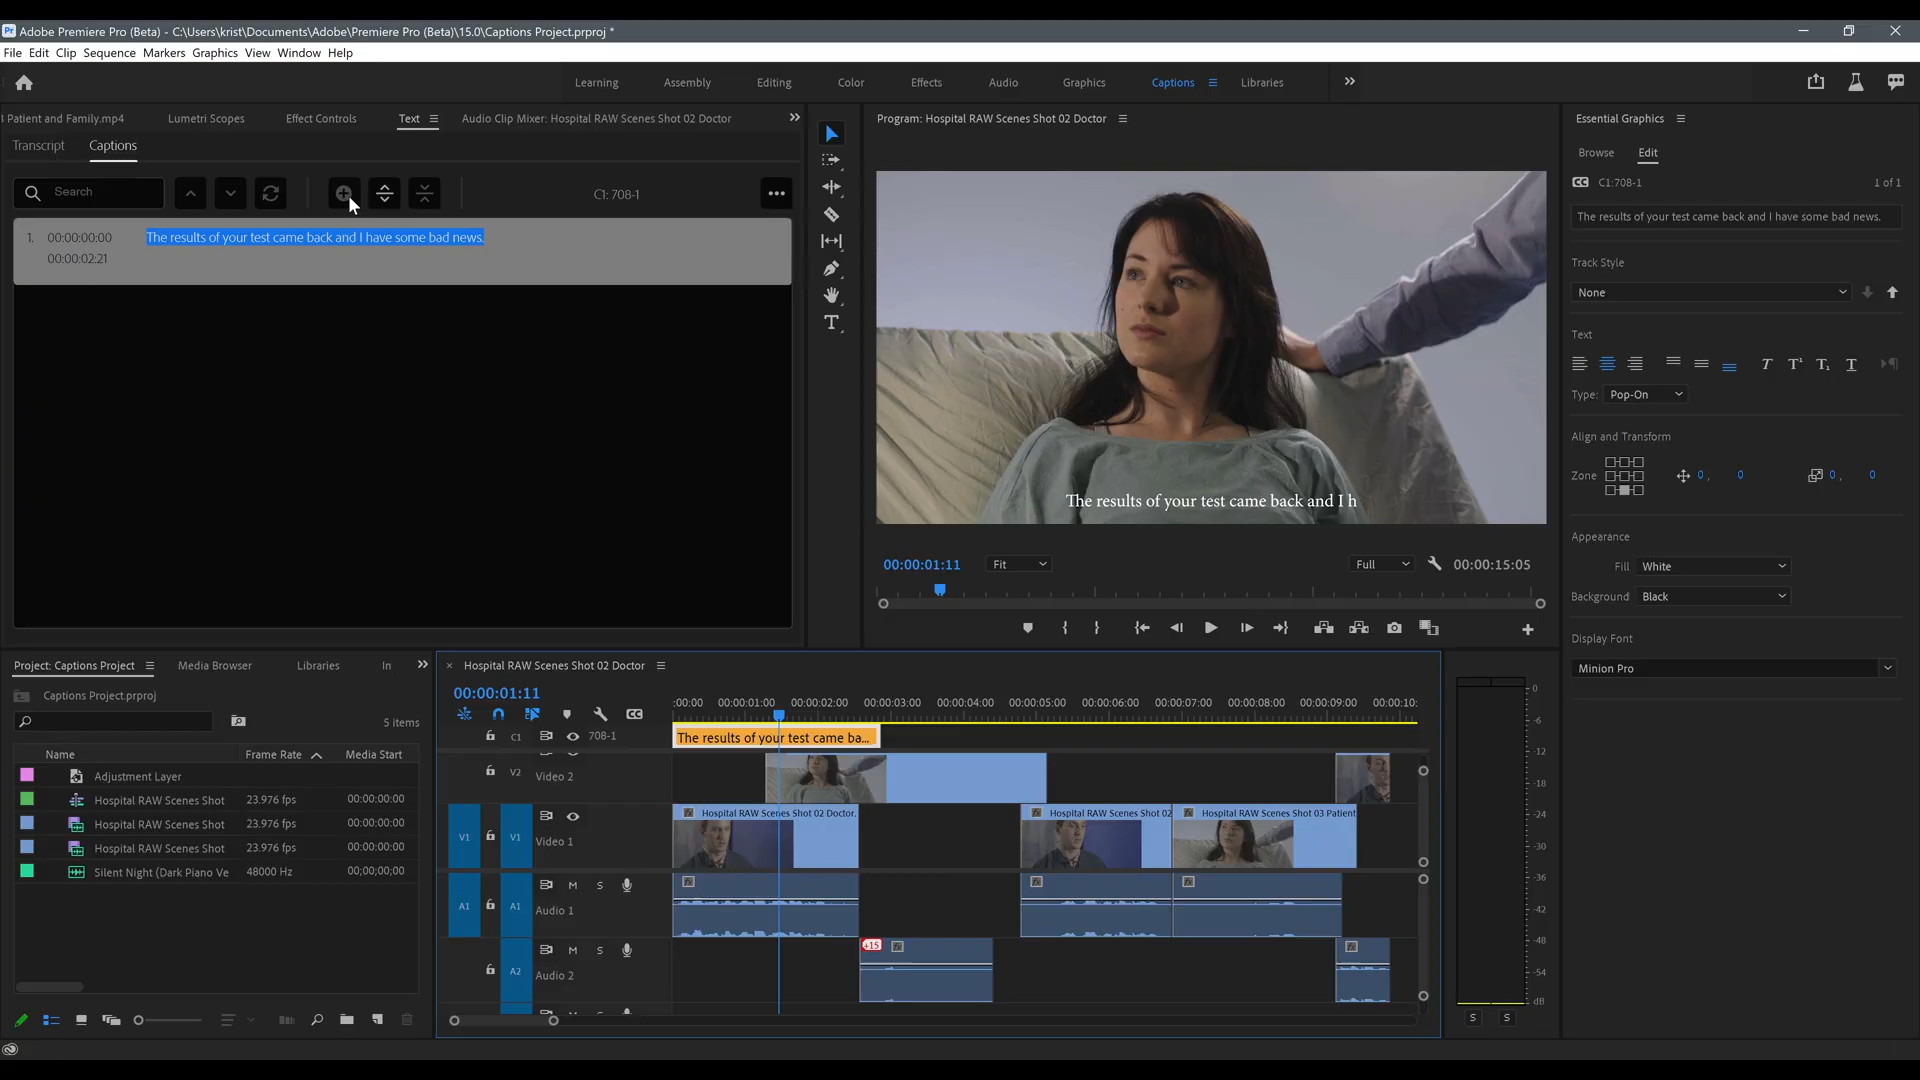 Adobe Premiere Pro (Beta) - C:\Users\krist\Documents\Adobe\Premiere Pro (Beta)\15.0\Captions Project.prproj *
File Edit Clip Sequence Markers Graphics View Window Help
Learning Assembly Editing Color Effects Audio Graphics Captions Libraries
Patient and Family.mp4 Lumetri Scopes Effect Controls Text Audio Clip Mixer: Hospital RAW Scenes Shot 02 Doctor
Transcript Captions
Search C1: 708-1
1. 00:00:00:00 The results of your test came back and I have some bad news.
00:00:02:21
Program: Hospital RAW Scenes Shot 02 Doctor
The results of your test came back and I h
00:00:01:11 Fit Full 00:00:15:05
Essential Graphics
Browse Edit
C1:708-1 1 of 1
The results of your test came back and I have some bad news.
Track Style
None
Text
Type: Pop-On
Align and Transform
Zone 0, 0 0, 0
Appearance
Fill White
Background Black
Display Font
Minion Pro
Project: Captions Project Media Browser Libraries In
Captions Project.prproj
5 items
Name Frame Rate Media Start
Adjustment Layer
Hospital RAW Scenes Shot 23.976 fps 00:00:00:00
Hospital RAW Scenes Shot 23.976 fps 00:00:00:00
Hospital RAW Scenes Shot 23.976 fps 00:00:00:00
Silent Night (Dark Piano Ve 48000 Hz 00;00;00;00
Hospital RAW Scenes Shot 02 Doctor
00:00:01:11
:00:00 00:00:01:00 00:00:02:00 00:00:03:00 00:00:04:00 00:00:05:00 00:00:06:00 00:00:07:00 00:00:08:00 00:00:09:00 00:00:10:
C1 708-1 The results of your test came ba...
V2 Video 2
V1 V1 Video 1
Hospital RAW Scenes Shot 02 Doctor. Hospital RAW Scenes Shot 02 Hospital RAW Scenes Shot 03 Patient
A1 A1 M S Audio 1
A2 M S Audio 2
+15
0
-6
-12
-18
-24
-30
-36
-42
-48
-54
dB
S S